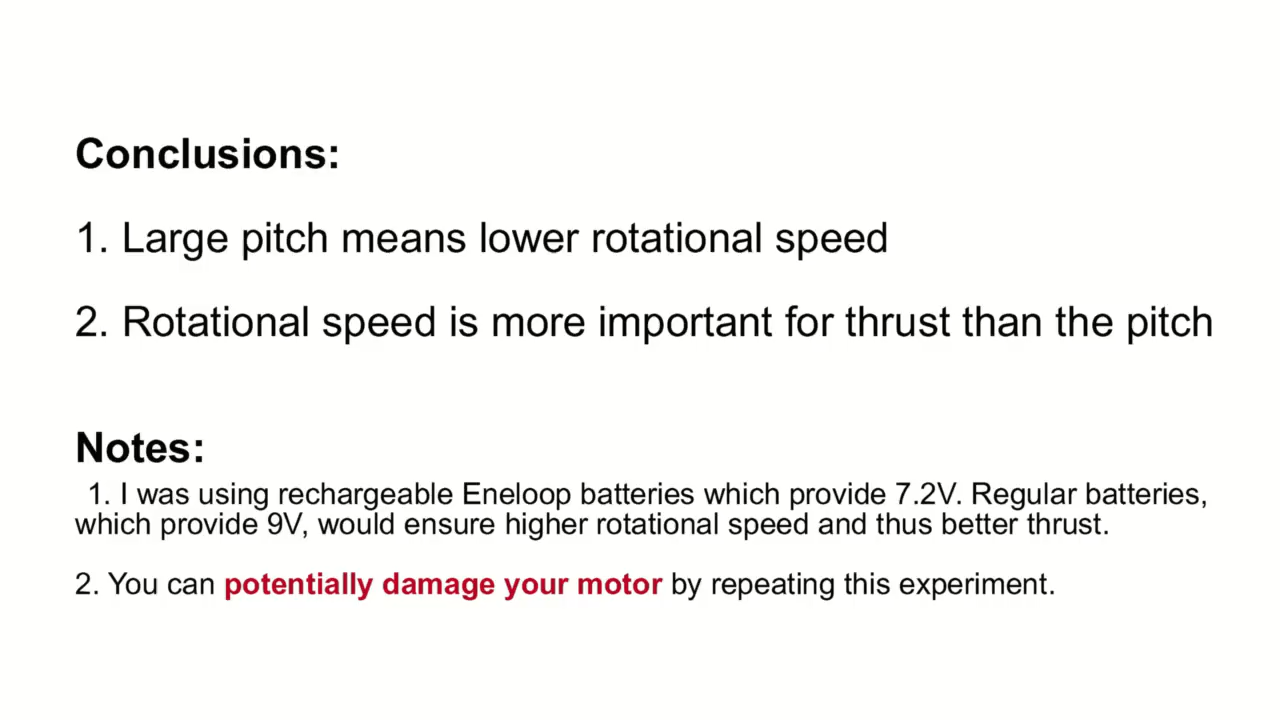 Conclusions:
1. Large pitch means lower rotational speed
2. Rotational speed is more important for thrust than the pitch
Notes:
1. I was using rechargeable Eneloop batteries which provide 7.2V. Regular batteries,
which provide 9V, would ensure higher rotational speed and thus better thrust.
2. You can potentially damage your motor by repeating this experiment.